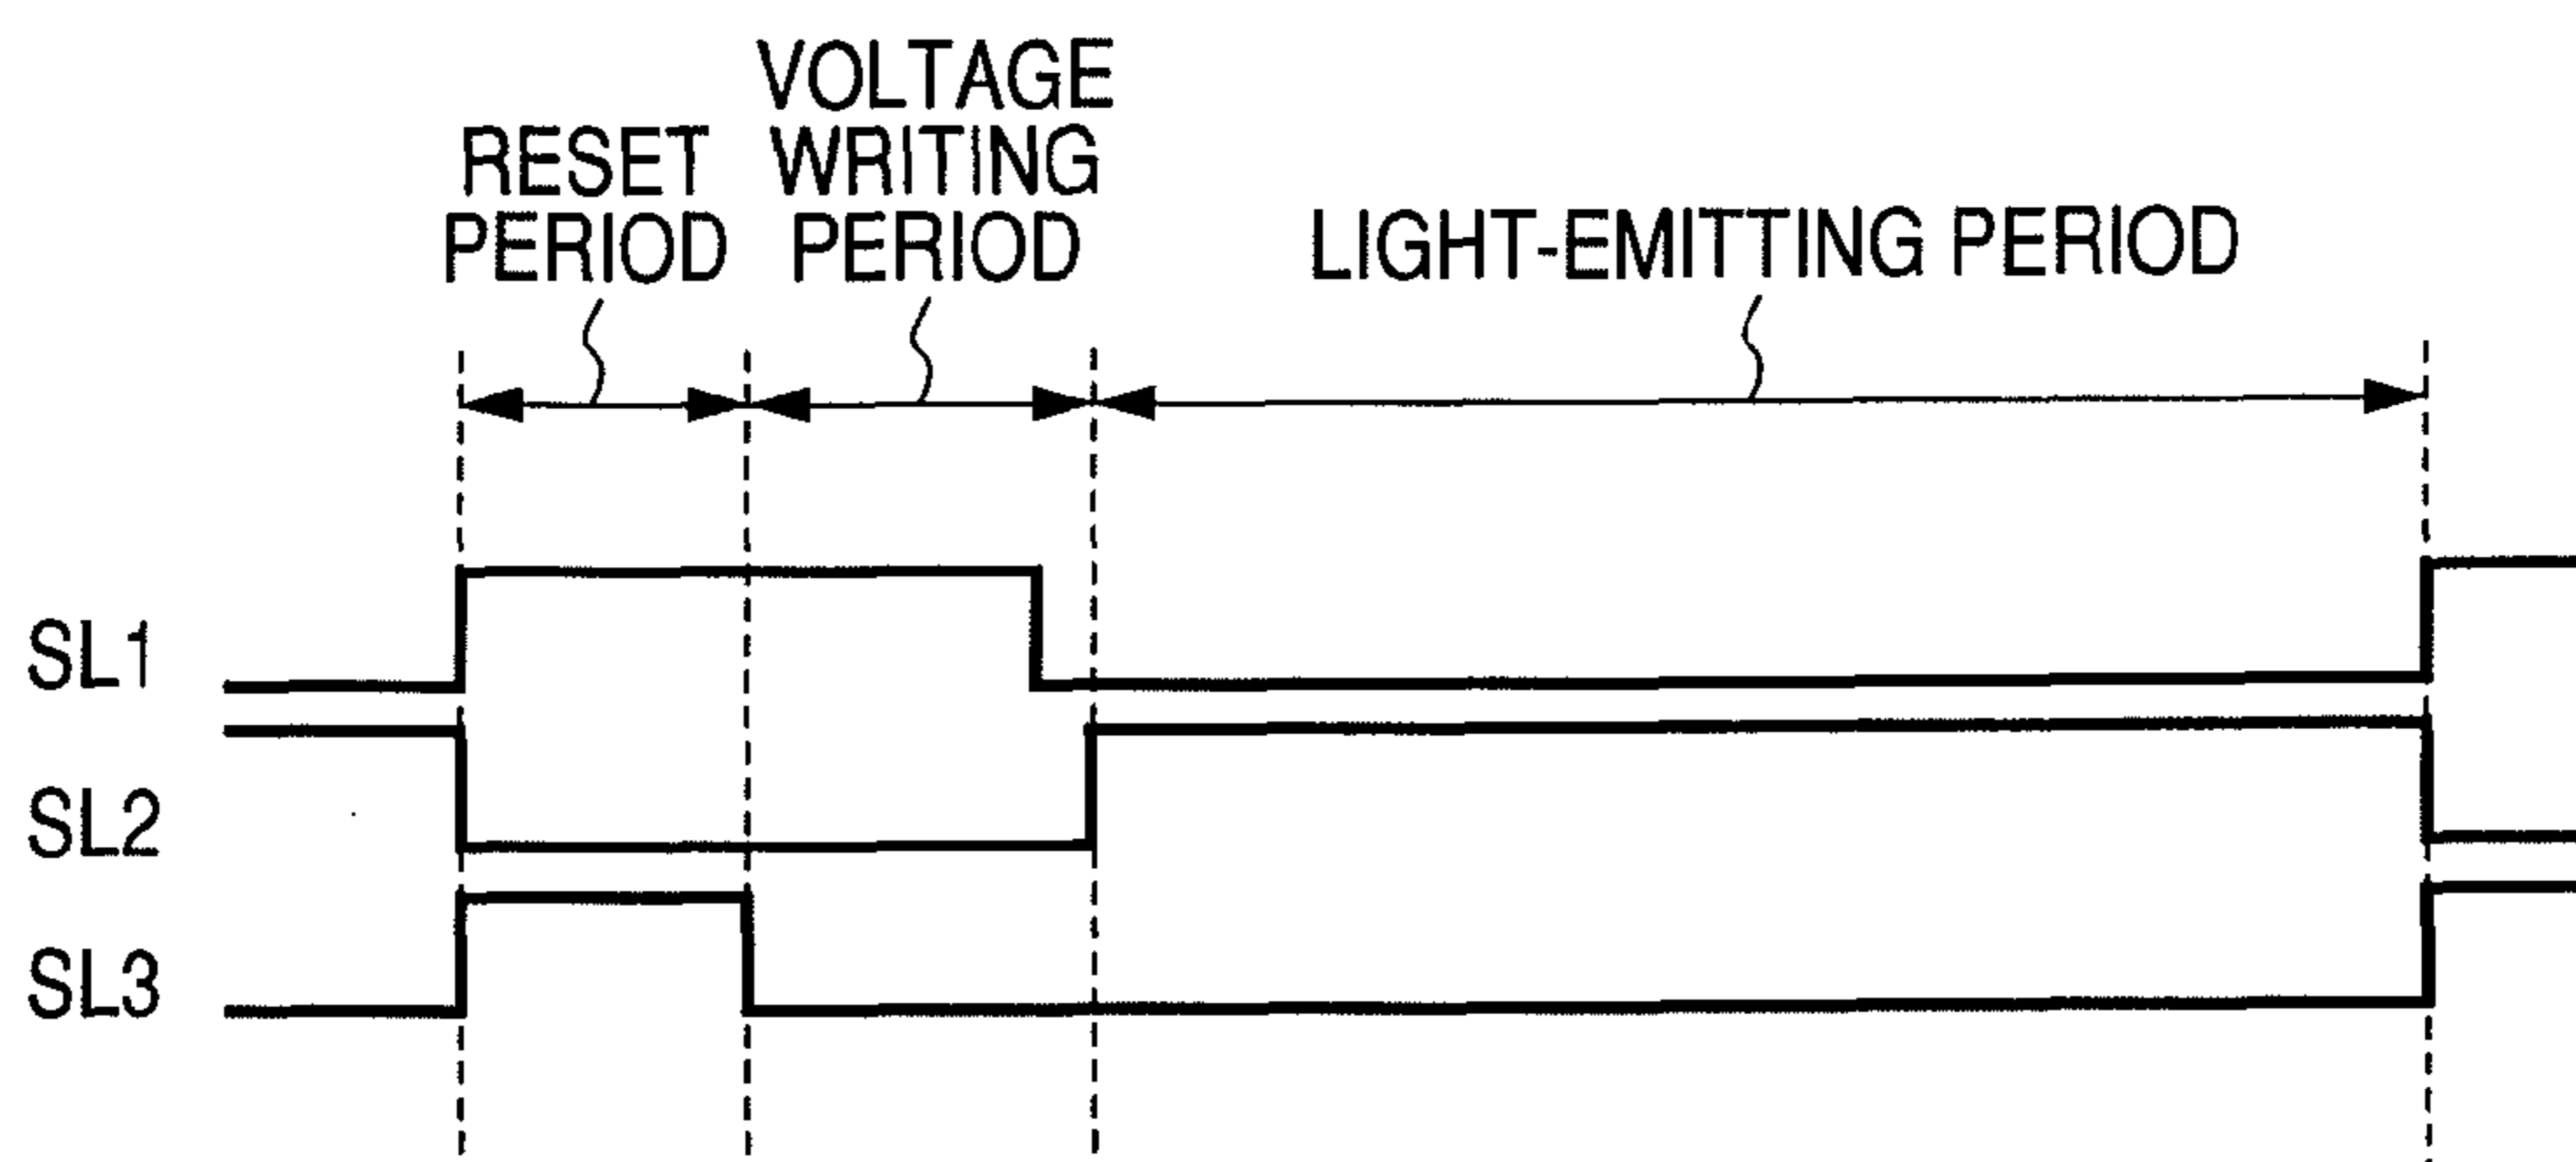 RESET
PERIOD
VOLTAGE
WRITING
PERIOD
LIGHT-EMITTING PERIOD
SL1
SL2
SL3